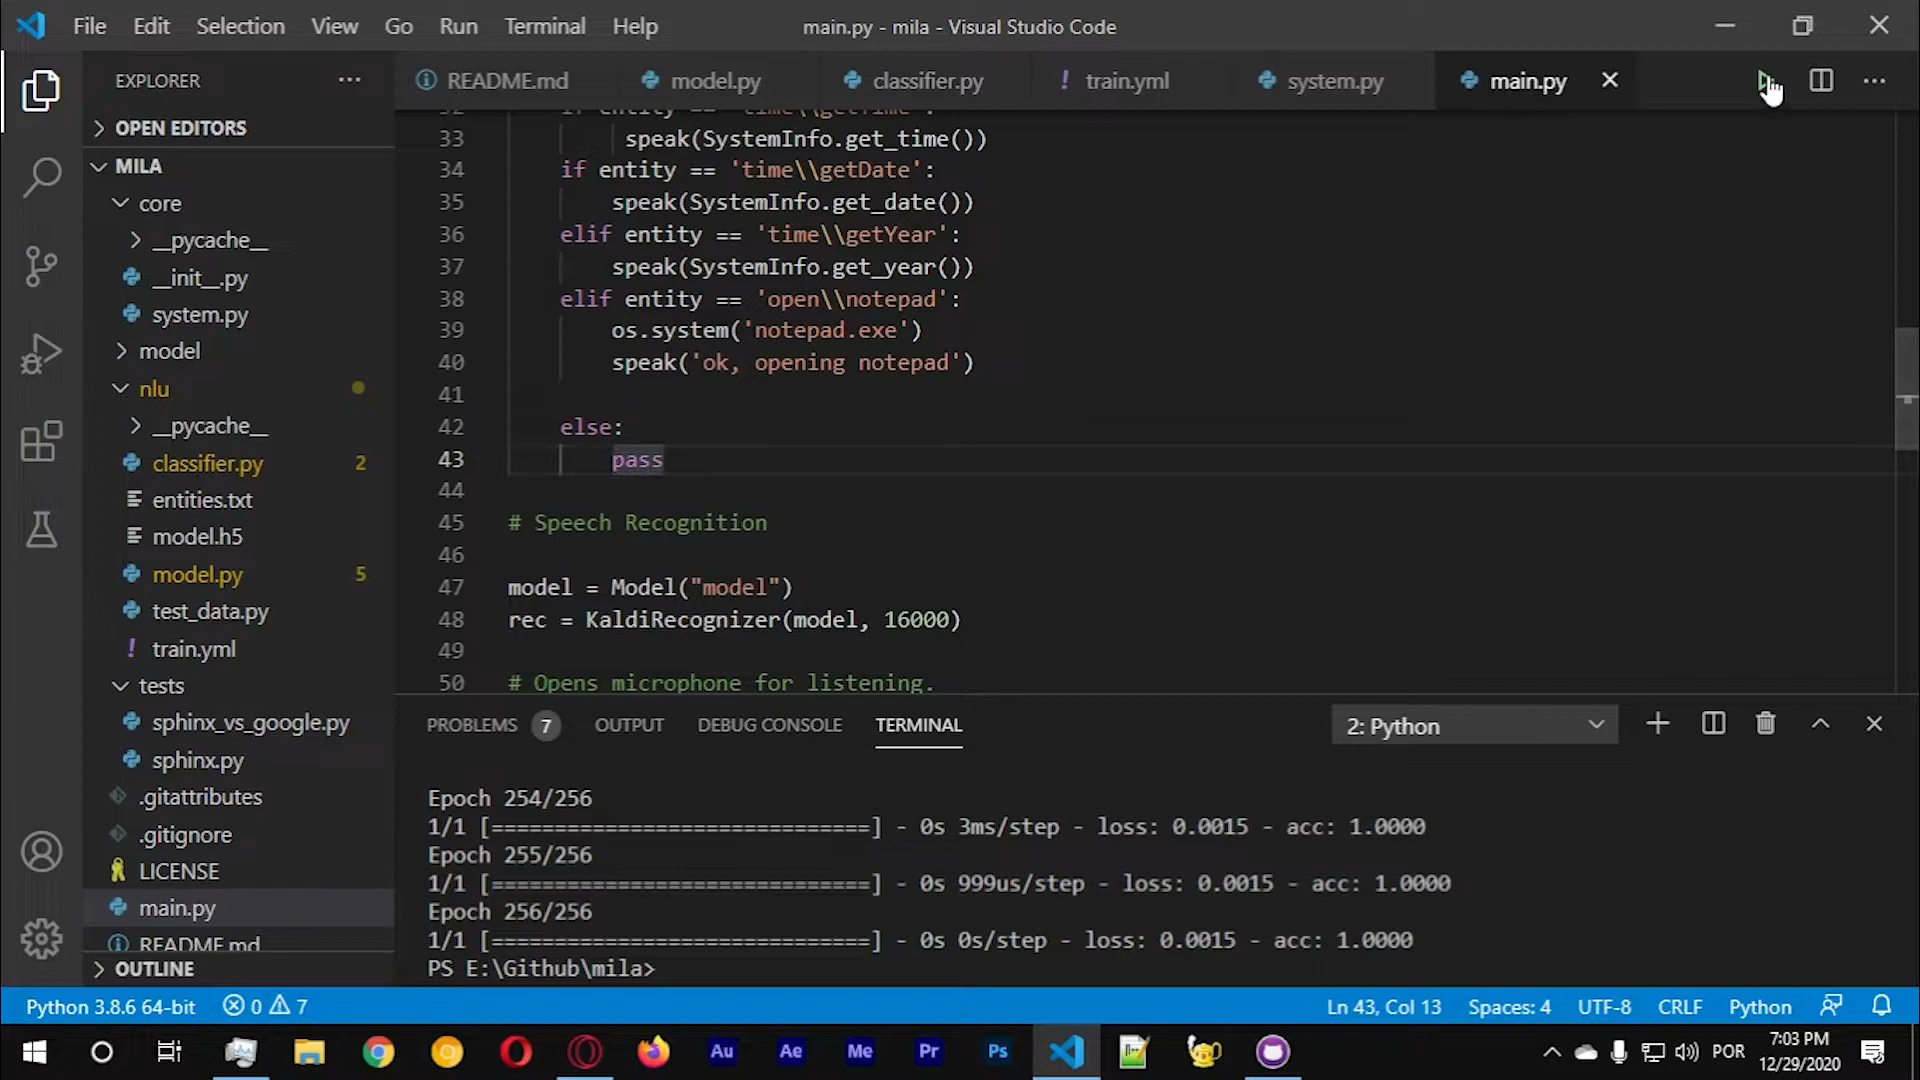 File Edit Selection View Go Run Terminal Help
main.py - mila - Visual Studio Code
EXPLORER
OPEN EDITORS
MILA
core
__pycache__
__init__.py
system.py
model
nlu
__pycache__
classifier.py 2
entities.txt
model.h5
model.py 5
test_data.py
! train.yml
tests
sphinx_vs_google.py
sphinx.py
.gitattributes
.gitignore
LICENSE
main.py
README.md
OUTLINE
README.md model.py classifier.py ! train.yml system.py main.py
32 if entity == 'time\\getTime':
33 speak(SystemInfo.get_time())
34 if entity == 'time\\getDate':
35 speak(SystemInfo.get_date())
36 elif entity == 'time\\getYear':
37 speak(SystemInfo.get_year())
38 elif entity == 'open\\notepad':
39 os.system('notepad.exe')
40 speak('ok, opening notepad')
41
42 else:
43 pass
44
45 # Speech Recognition
46
47 model = Model("model")
48 rec = KaldiRecognizer(model, 16000)
49
50 # Opens microphone for listening.
PROBLEMS 7 OUTPUT DEBUG CONSOLE TERMINAL 2: Python
Epoch 254/256
1/1 [==============================] - 0s 3ms/step - loss: 0.0015 - acc: 1.0000
Epoch 255/256
1/1 [==============================] - 0s 999us/step - loss: 0.0015 - acc: 1.0000
Epoch 256/256
1/1 [==============================] - 0s 0s/step - loss: 0.0015 - acc: 1.0000
PS E:\Github\mila>
Python 3.8.6 64-bit 0 7 Ln 43, Col 13 Spaces: 4 UTF-8 CRLF Python
Au Ae Me Pr Ps POR 7:03 PM
12/29/2020